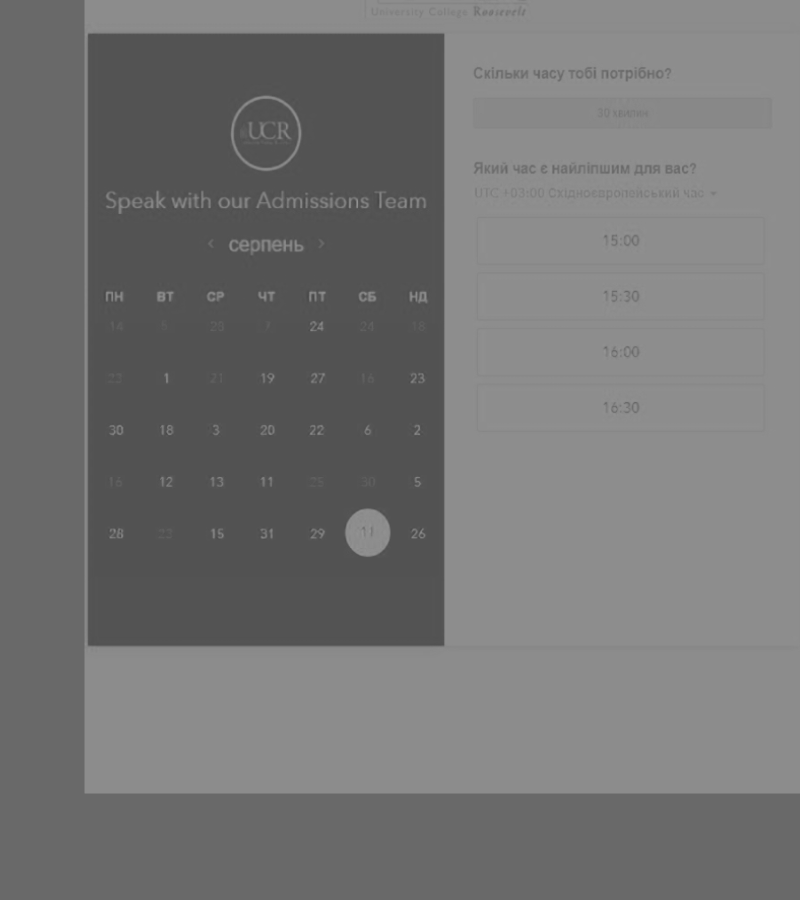 University College Roosevelt
UCR
Speak with our Admissions Team
‹ серпень ›
ПН ВТ СР ЧТ ПТ СБ НД
14 5 28 7 24 24 18
22 1 21 19 27 16 23
30 18 3 20 22 6 2
16 12 13 11 25 30 5
28 22 15 31 29 11 26
Скільки часу тобі потрібно?
30 хвилин
Який час є найліпшим для вас?
UTC +03:00 Східноєвропейський час
15:00
15:30
16:00
16:30